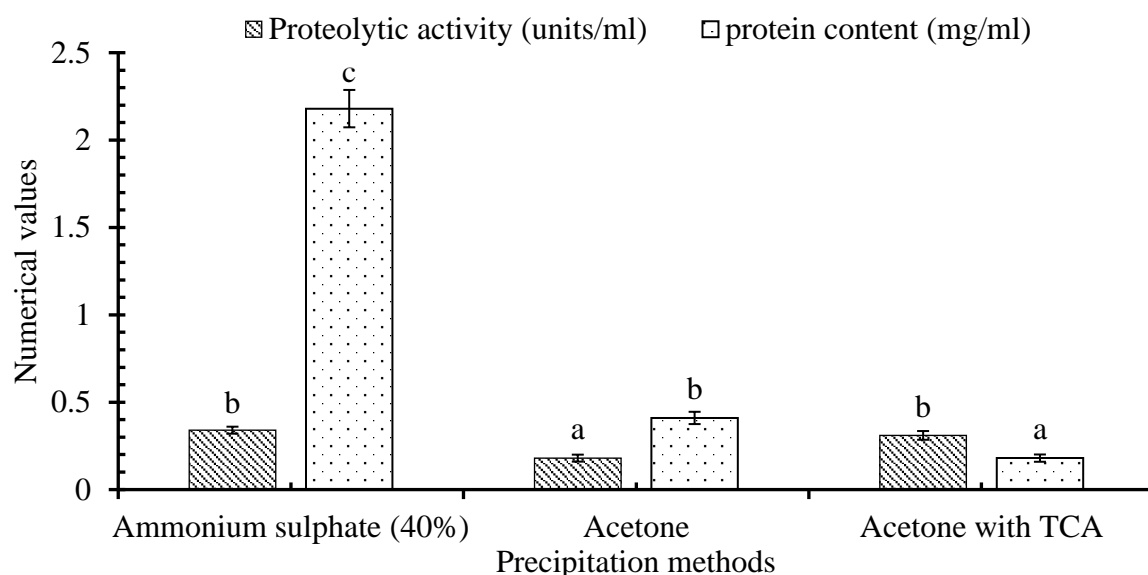 Proteolytic activity (units/ml) protein content (mg/ml)
2.5
2
1.5
1
0.5
0
Numerical values
b
c
a
b
b
a
Ammonium sulphate (40%) Acetone Acetone with TCA
Precipitation methods